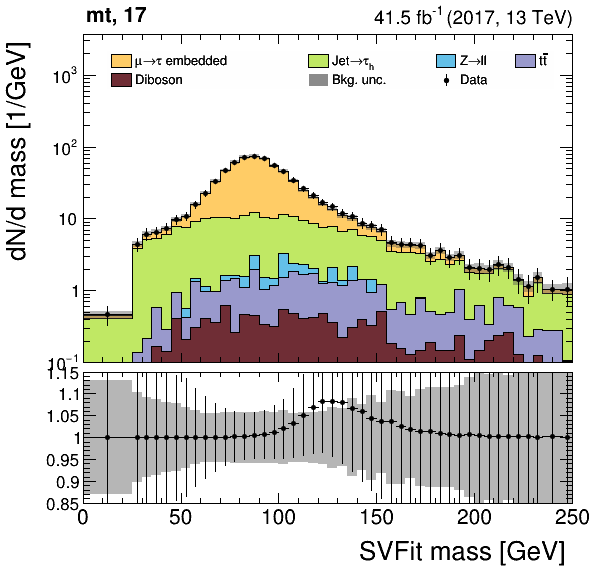 mt, 17
41.5 fb⁻¹ (2017, 13 TeV)
dN/d mass [1/GeV]
10³
10²
10
1
10⁻¹
μ→τ embedded
Jet→τₕ
Z→ll
tt̄
Diboson
Bkg. unc.
Data
1.15
1.1
1.05
1
0.95
0.9
0.85
0 50 100 150 200 250
SVFit mass [GeV]